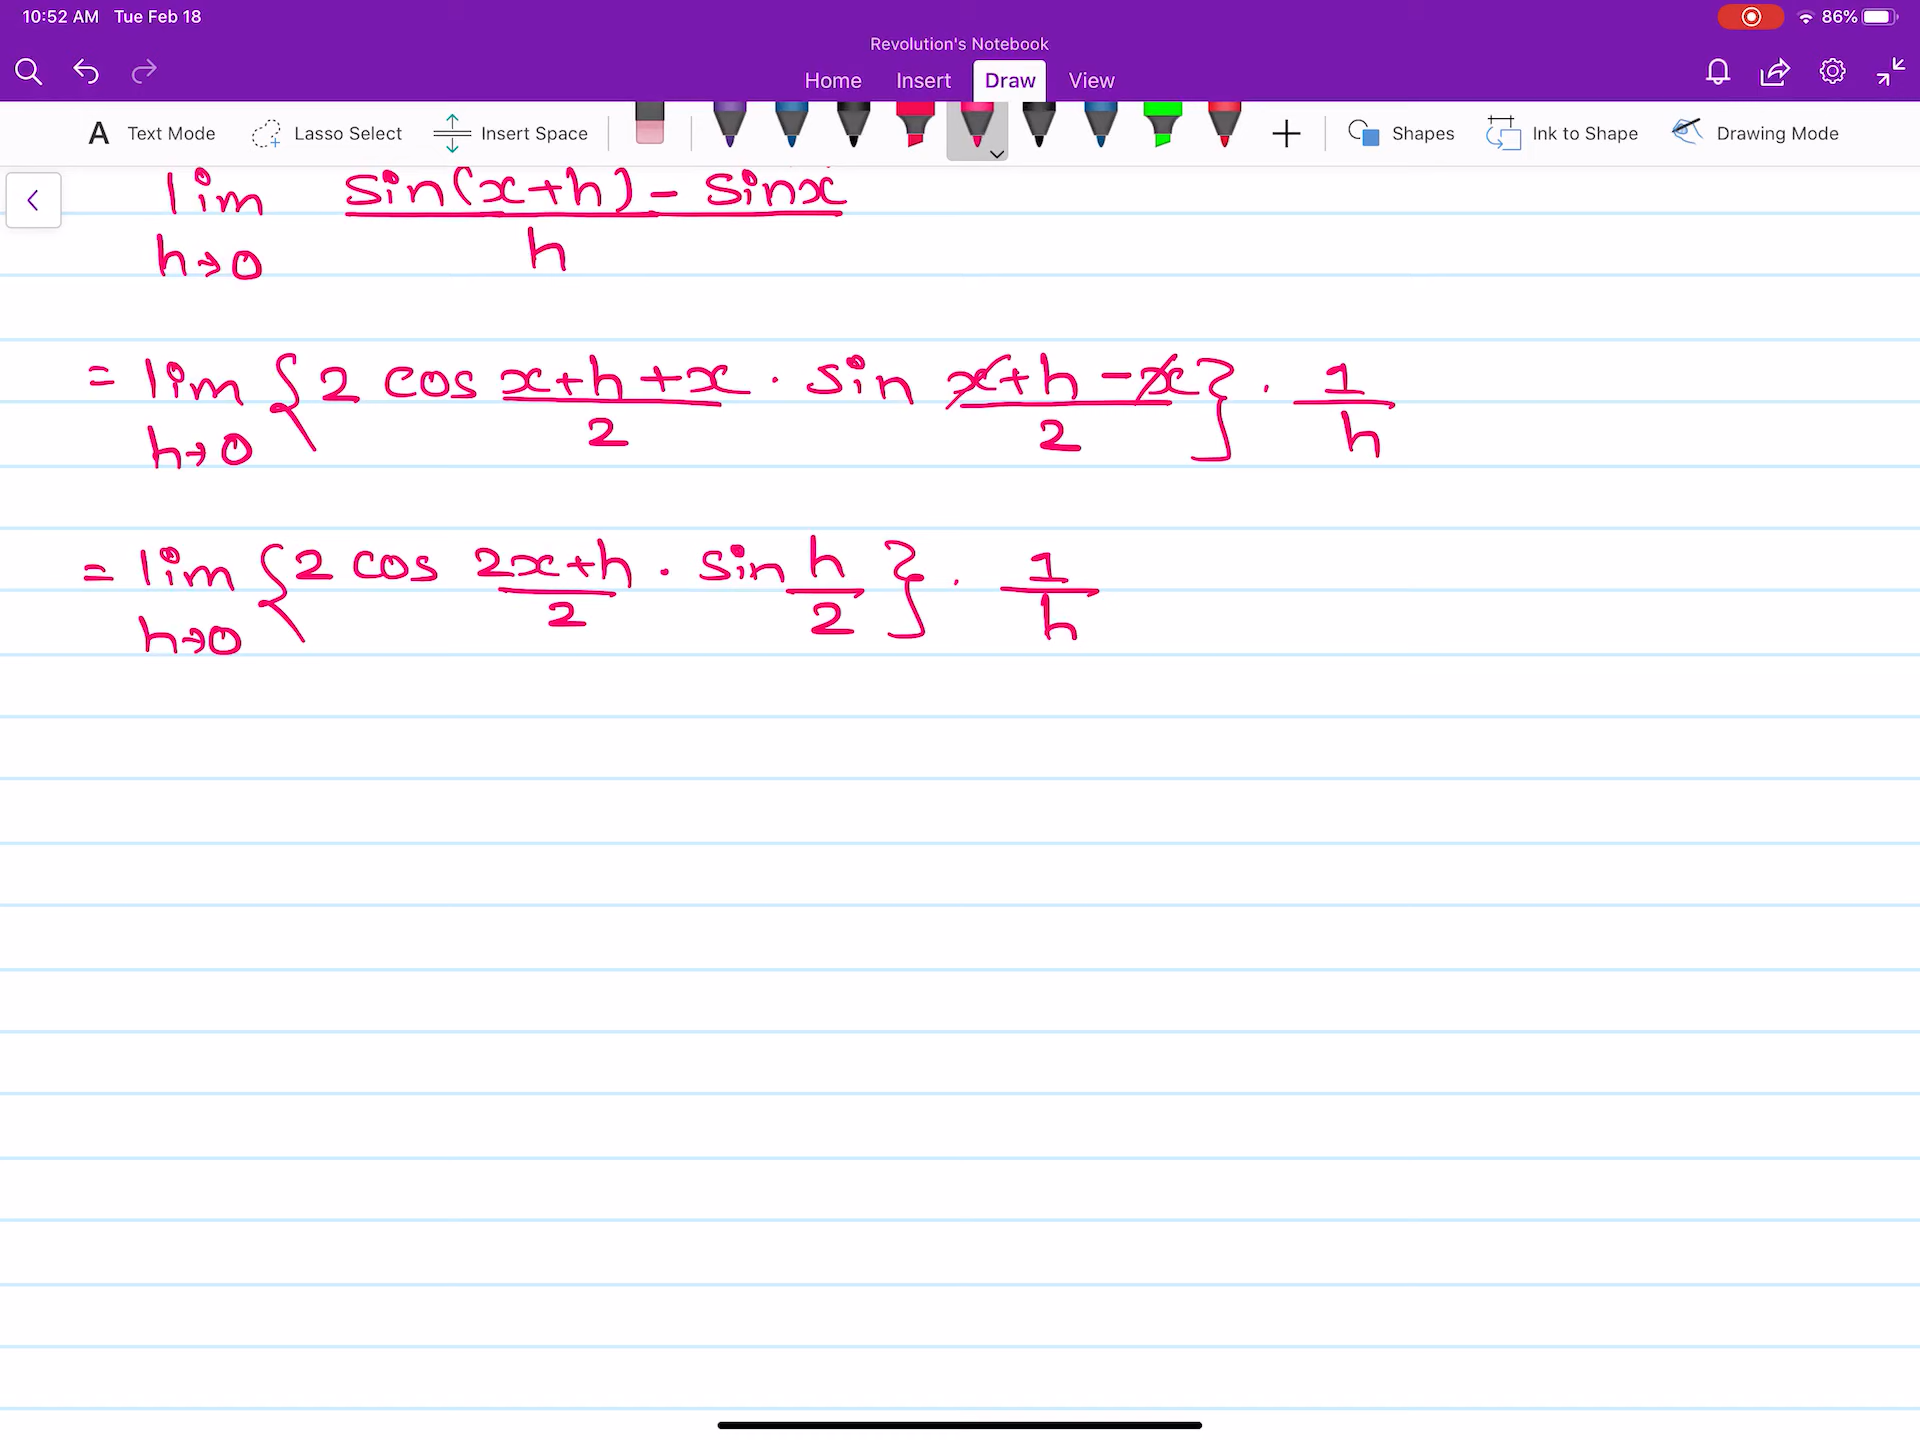 10:52 AM Tue Feb 18 86%
Revolution's Notebook
Home Insert Draw View
A Text Mode Lasso Select Insert Space Shapes Ink to Shape Drawing Mode
lim sin(x+h) - sinx
h→0 h
= lim { 2 cos x+h+x · sin x+h-x } · 1
h→0 2 2 h
= lim { 2 cos 2x+h · sin h } · 1
h→0 2 2 h